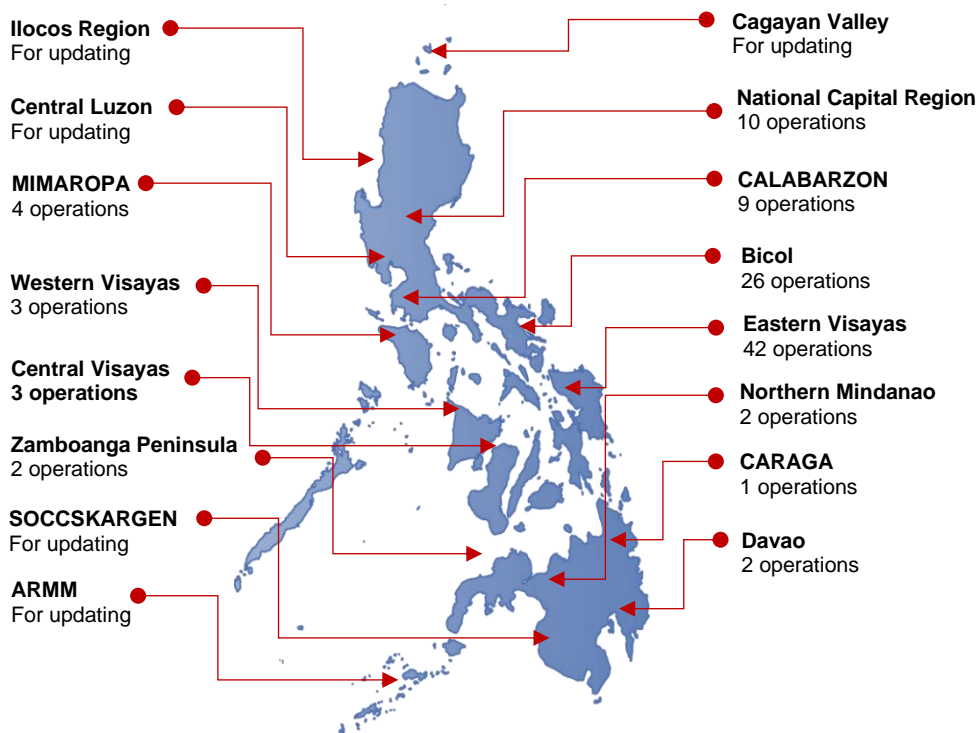 Ilocos Region
For updating
Central Luzon
For updating
MIMAROPA
4 operations
Western Visayas
3 operations
Central Visayas
3 operations
Zamboanga Peninsula
2 operations
SOCCSKARGEN
For updating
ARMM
For updating
Cagayan Valley
For updating
National Capital Region
10 operations
CALABARZON
9 operations
Bicol
26 operations
Eastern Visayas
42 operations
Northern Mindanao
2 operations
CARAGA
1 operations
Davao
2 operations